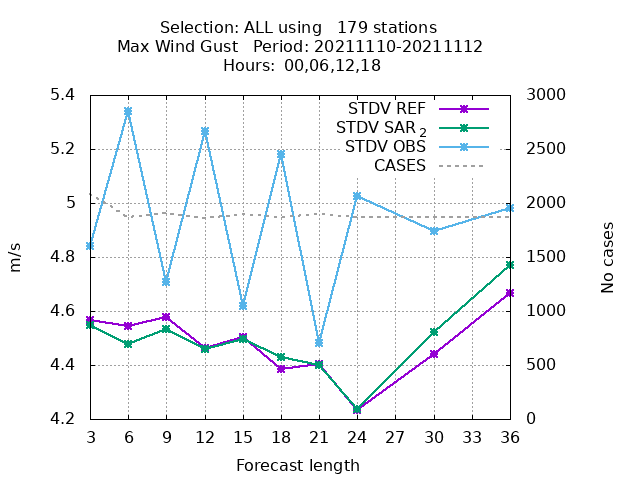 Selection: ALL using   179 stations
Max Wind Gust   Period: 20211110-20211112
Hours:  00,06,12,18
STDV REF
STDV SAR 2
STDV OBS
CASES
5.4
5.2
5
4.8
4.6
4.4
4.2
m/s
3000
2500
2000
1500
1000
500
0
No cases
3 6 9 12 15 18 21 24 27 30 33 36
Forecast length